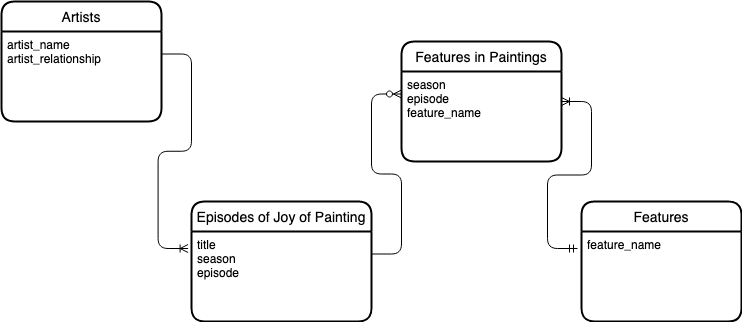 Artists
artist_name
artist_relationship
Features in Paintings
season
episode
feature_name
Episodes of Joy of Painting
title
season
episode
Features
feature_name